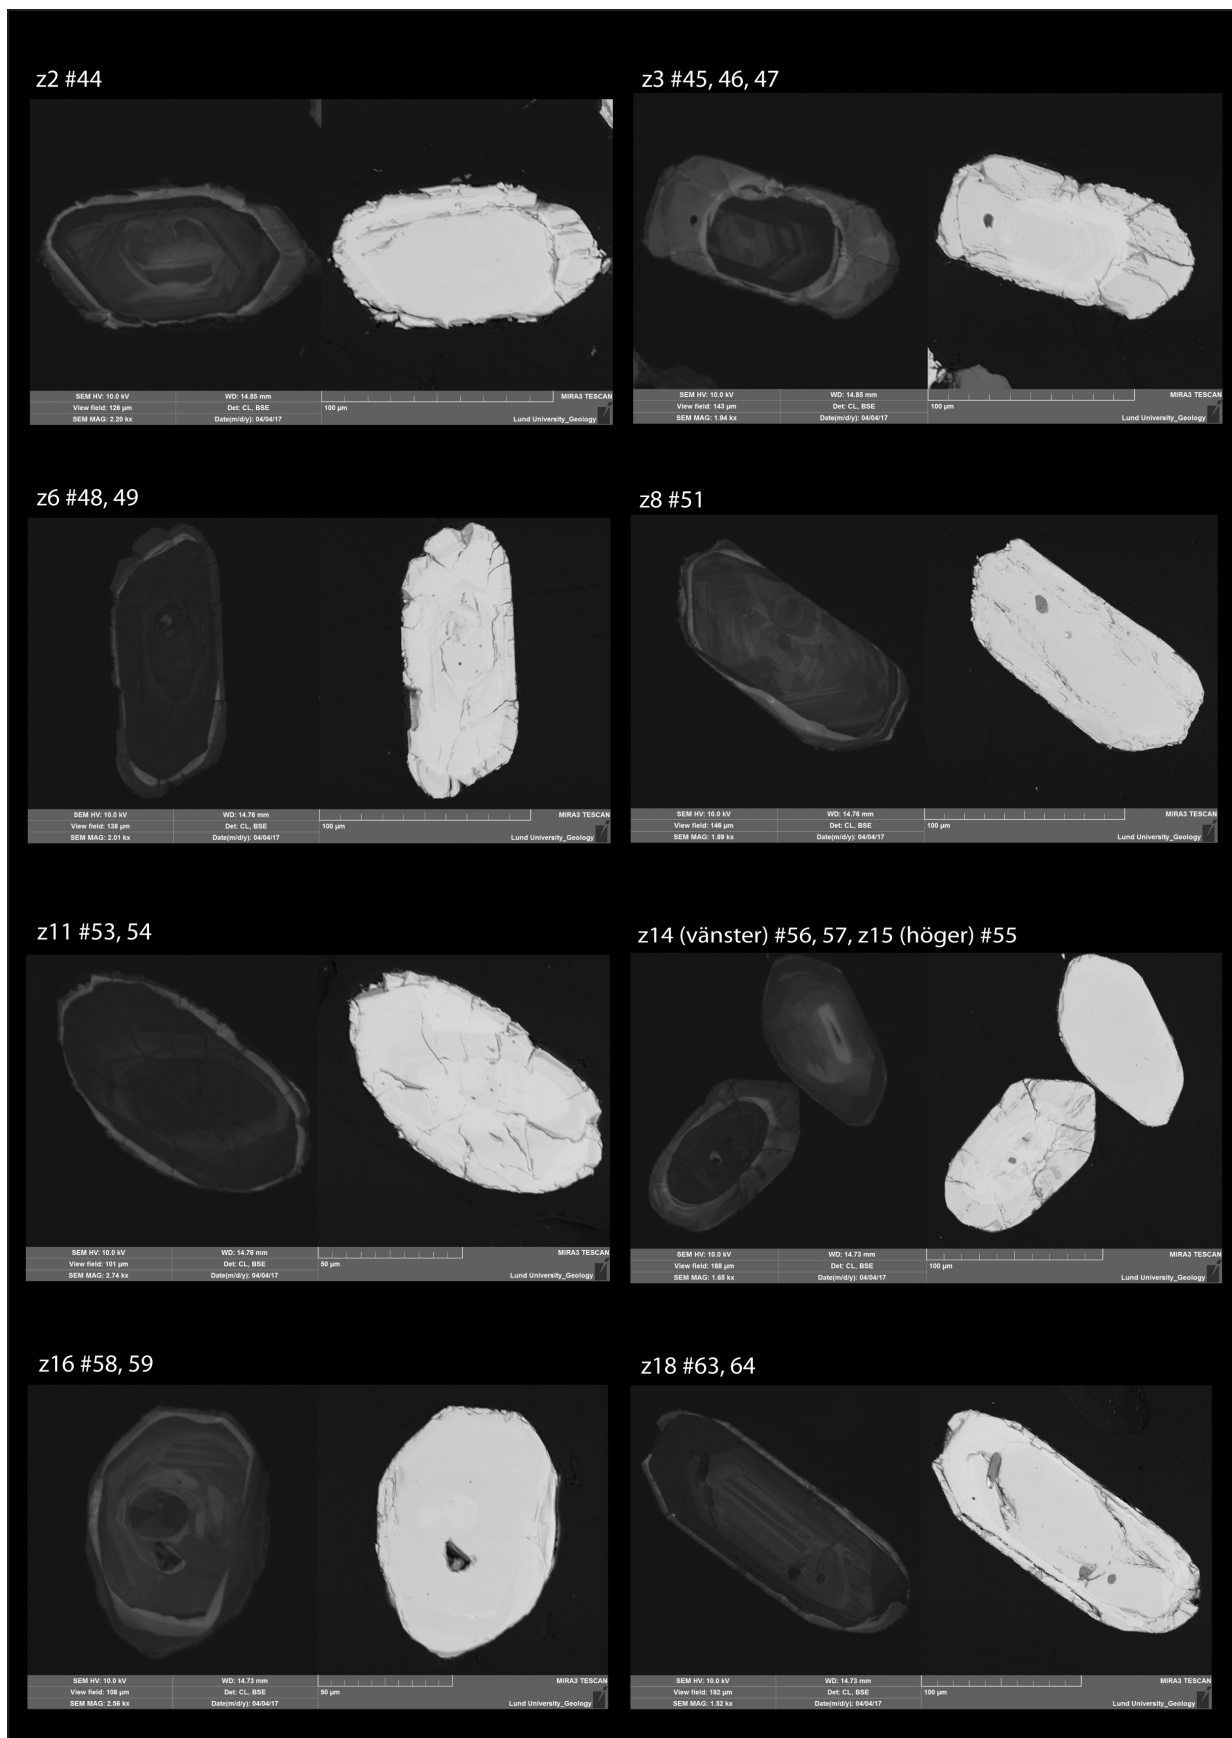 z2 #44
z3 #45, 46, 47
SEM HV: 10.0 kV
WD: 14.85 mm
MIRA3 TESCAN
View field: 126 µm
Det: CL, BSE
100 µm
SEM MAG: 2.20 kx
Date(m/d/y): 04/04/17
Lund University_Geology
SEM HV: 10.0 kV
WD: 14.85 mm
MIRA3 TESCAN
View field: 143 µm
Det: CL, BSE
100 µm
SEM MAG: 1.94 kx
Date(m/d/y): 04/04/17
Lund University_Geology
z6 #48, 49
z8 #51
SEM HV: 10.0 kV
WD: 14.76 mm
MIRA3 TESCAN
View field: 138 µm
Det: CL, BSE
100 µm
SEM MAG: 2.01 kx
Date(m/d/y): 04/04/17
Lund University_Geology
SEM HV: 10.0 kV
WD: 14.76 mm
MIRA3 TESCAN
View field: 146 µm
Det: CL, BSE
100 µm
SEM MAG: 1.89 kx
Date(m/d/y): 04/04/17
Lund University_Geology
z11 #53, 54
z14 (vänster) #56, 57, z15 (höger) #55
SEM HV: 10.0 kV
WD: 14.76 mm
MIRA3 TESCAN
View field: 101 µm
Det: CL, BSE
50 µm
SEM MAG: 2.74 kx
Date(m/d/y): 04/04/17
Lund University_Geology
SEM HV: 10.0 kV
WD: 14.73 mm
MIRA3 TESCAN
View field: 168 µm
Det: CL, BSE
100 µm
SEM MAG: 1.65 kx
Date(m/d/y): 04/04/17
Lund University_Geology
z16 #58, 59
z18 #63, 64
SEM HV: 10.0 kV
WD: 14.73 mm
MIRA3 TESCAN
View field: 108 µm
Det: CL, BSE
50 µm
SEM MAG: 2.56 kx
Date(m/d/y): 04/04/17
Lund University_Geology
SEM HV: 10.0 kV
WD: 14.73 mm
MIRA3 TESCAN
View field: 182 µm
Det: CL, BSE
100 µm
SEM MAG: 1.52 kx
Date(m/d/y): 04/04/17
Lund University_Geology